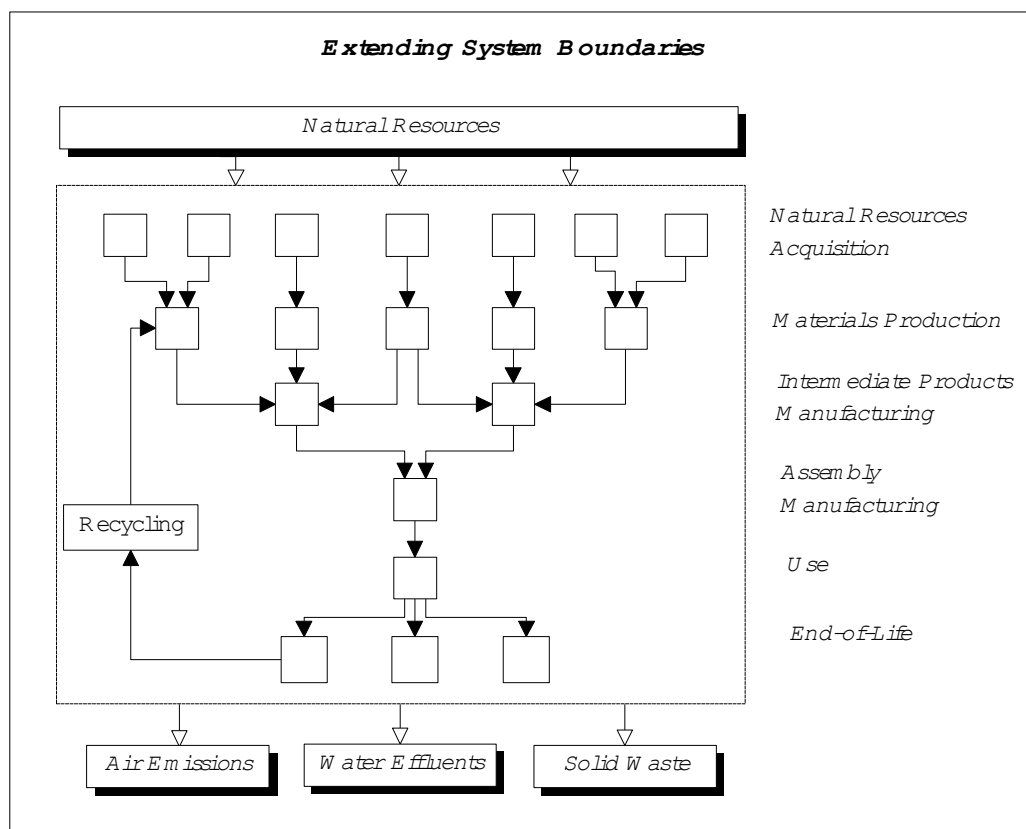 Extending System Boundaries
Natural Resources
Natural Resources
Acquisition
Materials Production
Intermediate Products
Manufacturing
Assembly
Manufacturing
Recycling
Use
End-of-Life
Air Emissions
Water Effluents
Solid Waste